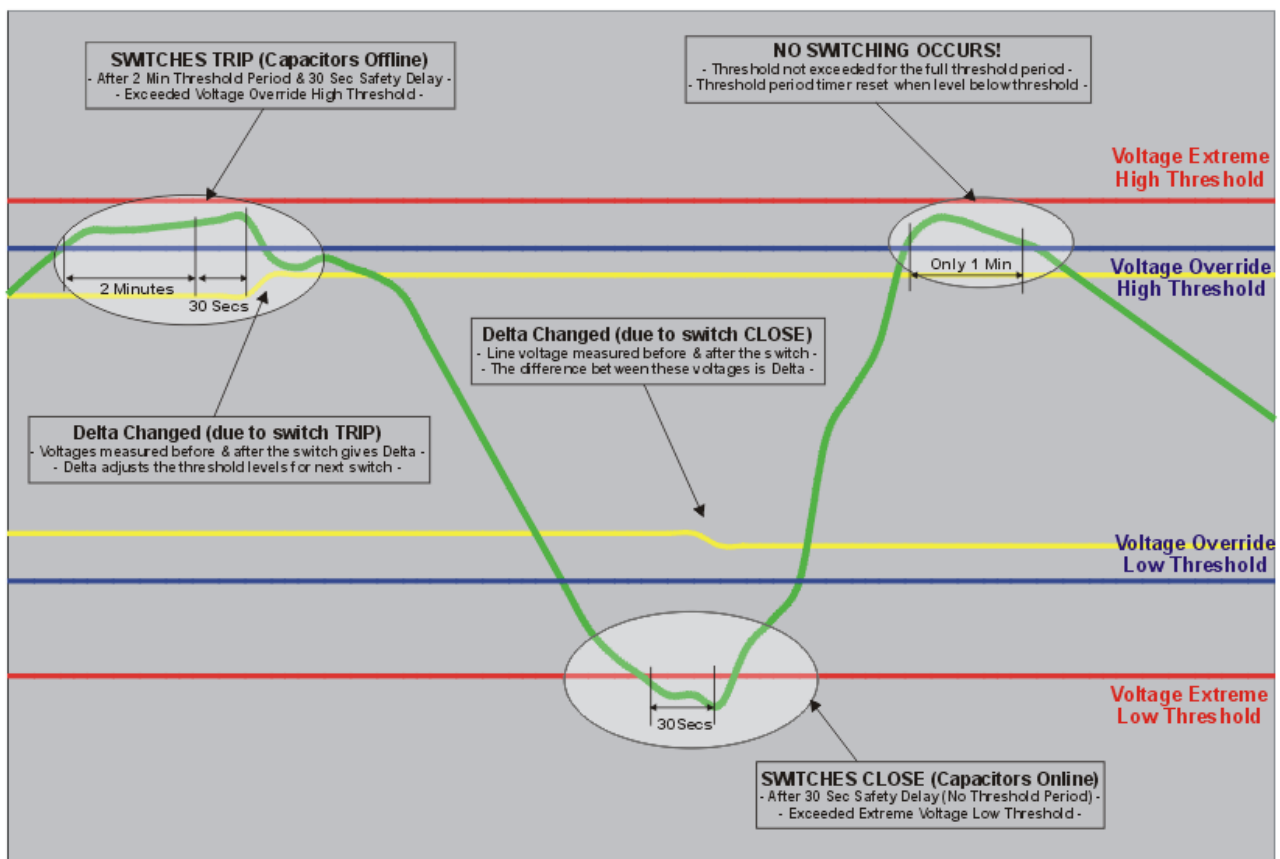 SWITCHES TRIP (Capacitors Offline)
- After 2 Min Threshold Period & 30 Sec Safety Delay -
- Exceeded Voltage Override High Threshold -
NO SWITCHING OCCURS!
- Threshold not exceeded for the full threshold period -
- Threshold period timer reset when level below threshold -
Voltage Extreme
High Threshold
2 Minutes
30 Secs
Only 1 Min
Voltage Override
High Threshold
Delta Changed (due to switch CLOSE)
- Line voltage measured before & after the switch -
- The difference between these voltages is Delta -
Delta Changed (due to switch TRIP)
- Voltages measured before & after the switch gives Delta -
- Delta adjusts the threshold levels for next switch -
Voltage Override
Low Threshold
Voltage Extreme
Low Threshold
30Secs
SWITCHES CLOSE (Capacitors Online)
- After 30 Sec Safety Delay (No Threshold Period) -
- Exceeded Extreme Voltage Low Threshold -